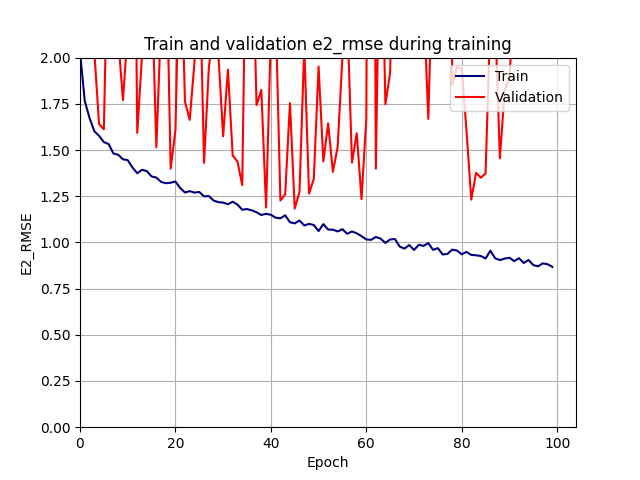 Train and validation e2_rmse during training
E2_RMSE
2.00
1.75
1.50
1.25
1.00
0.75
0.50
0.25
0.00
Train
Validation
0 20 40 60 80 100
Epoch